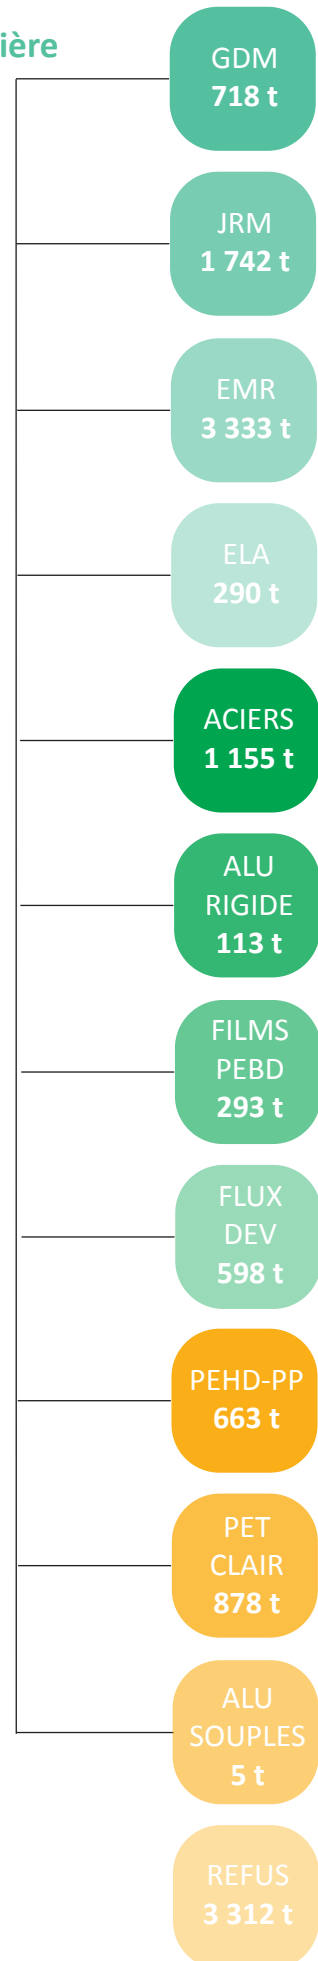 ière
GDM
718 t
JRM
1 742 t
EMR
3 333 t
ELA
290 t
ACIERS
1 155 t
ALU
RIGIDE
113 t
FILMS
PEBD
293 t
FLUX
DEV
598 t
PEHD-PP
663 t
PET
CLAIR
878 t
ALU
SOUPLES
5 t
REFUS
3 312 t